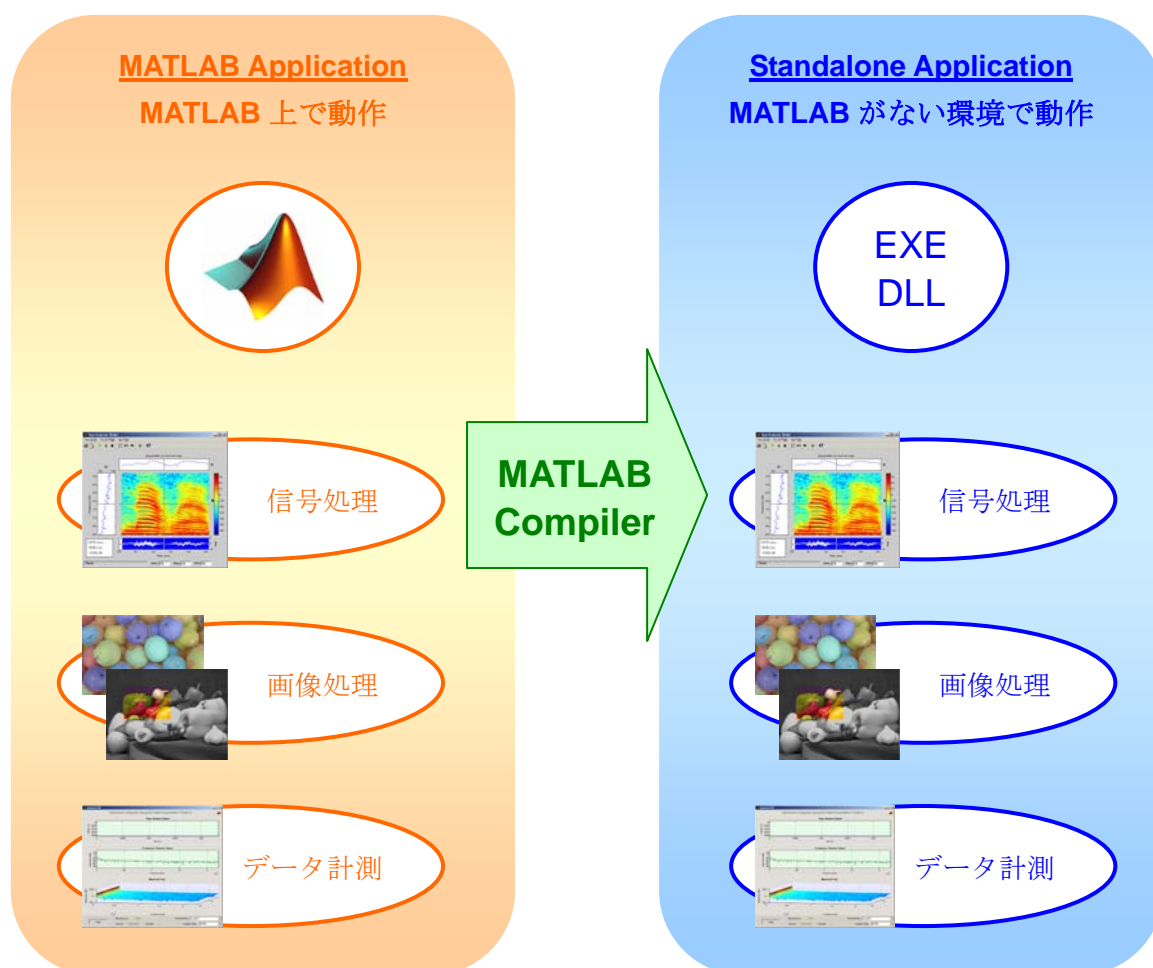 MATLAB Application
MATLAB 上で動作
信号処理
画像処理
データ計測
MATLAB
Compiler
Standalone Application
MATLAB がない環境で動作
EXE
DLL
信号処理
画像処理
データ計測